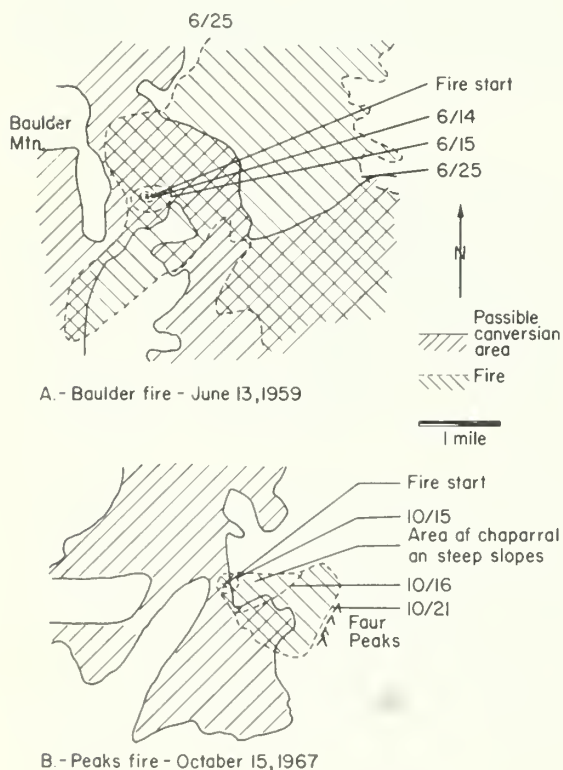 6/25
Fire start
6/14
6/15
6/25
Baulder
Mtn.
N
Passible
canversian
area
Fire
1 mile
A.- Baulder fire - June 13, 1959
Fire start
10/15
Area of chaparral
an steep slopes
10/16
10/21
Faur
Peaks
B.- Peaks fire - October 15, 1967